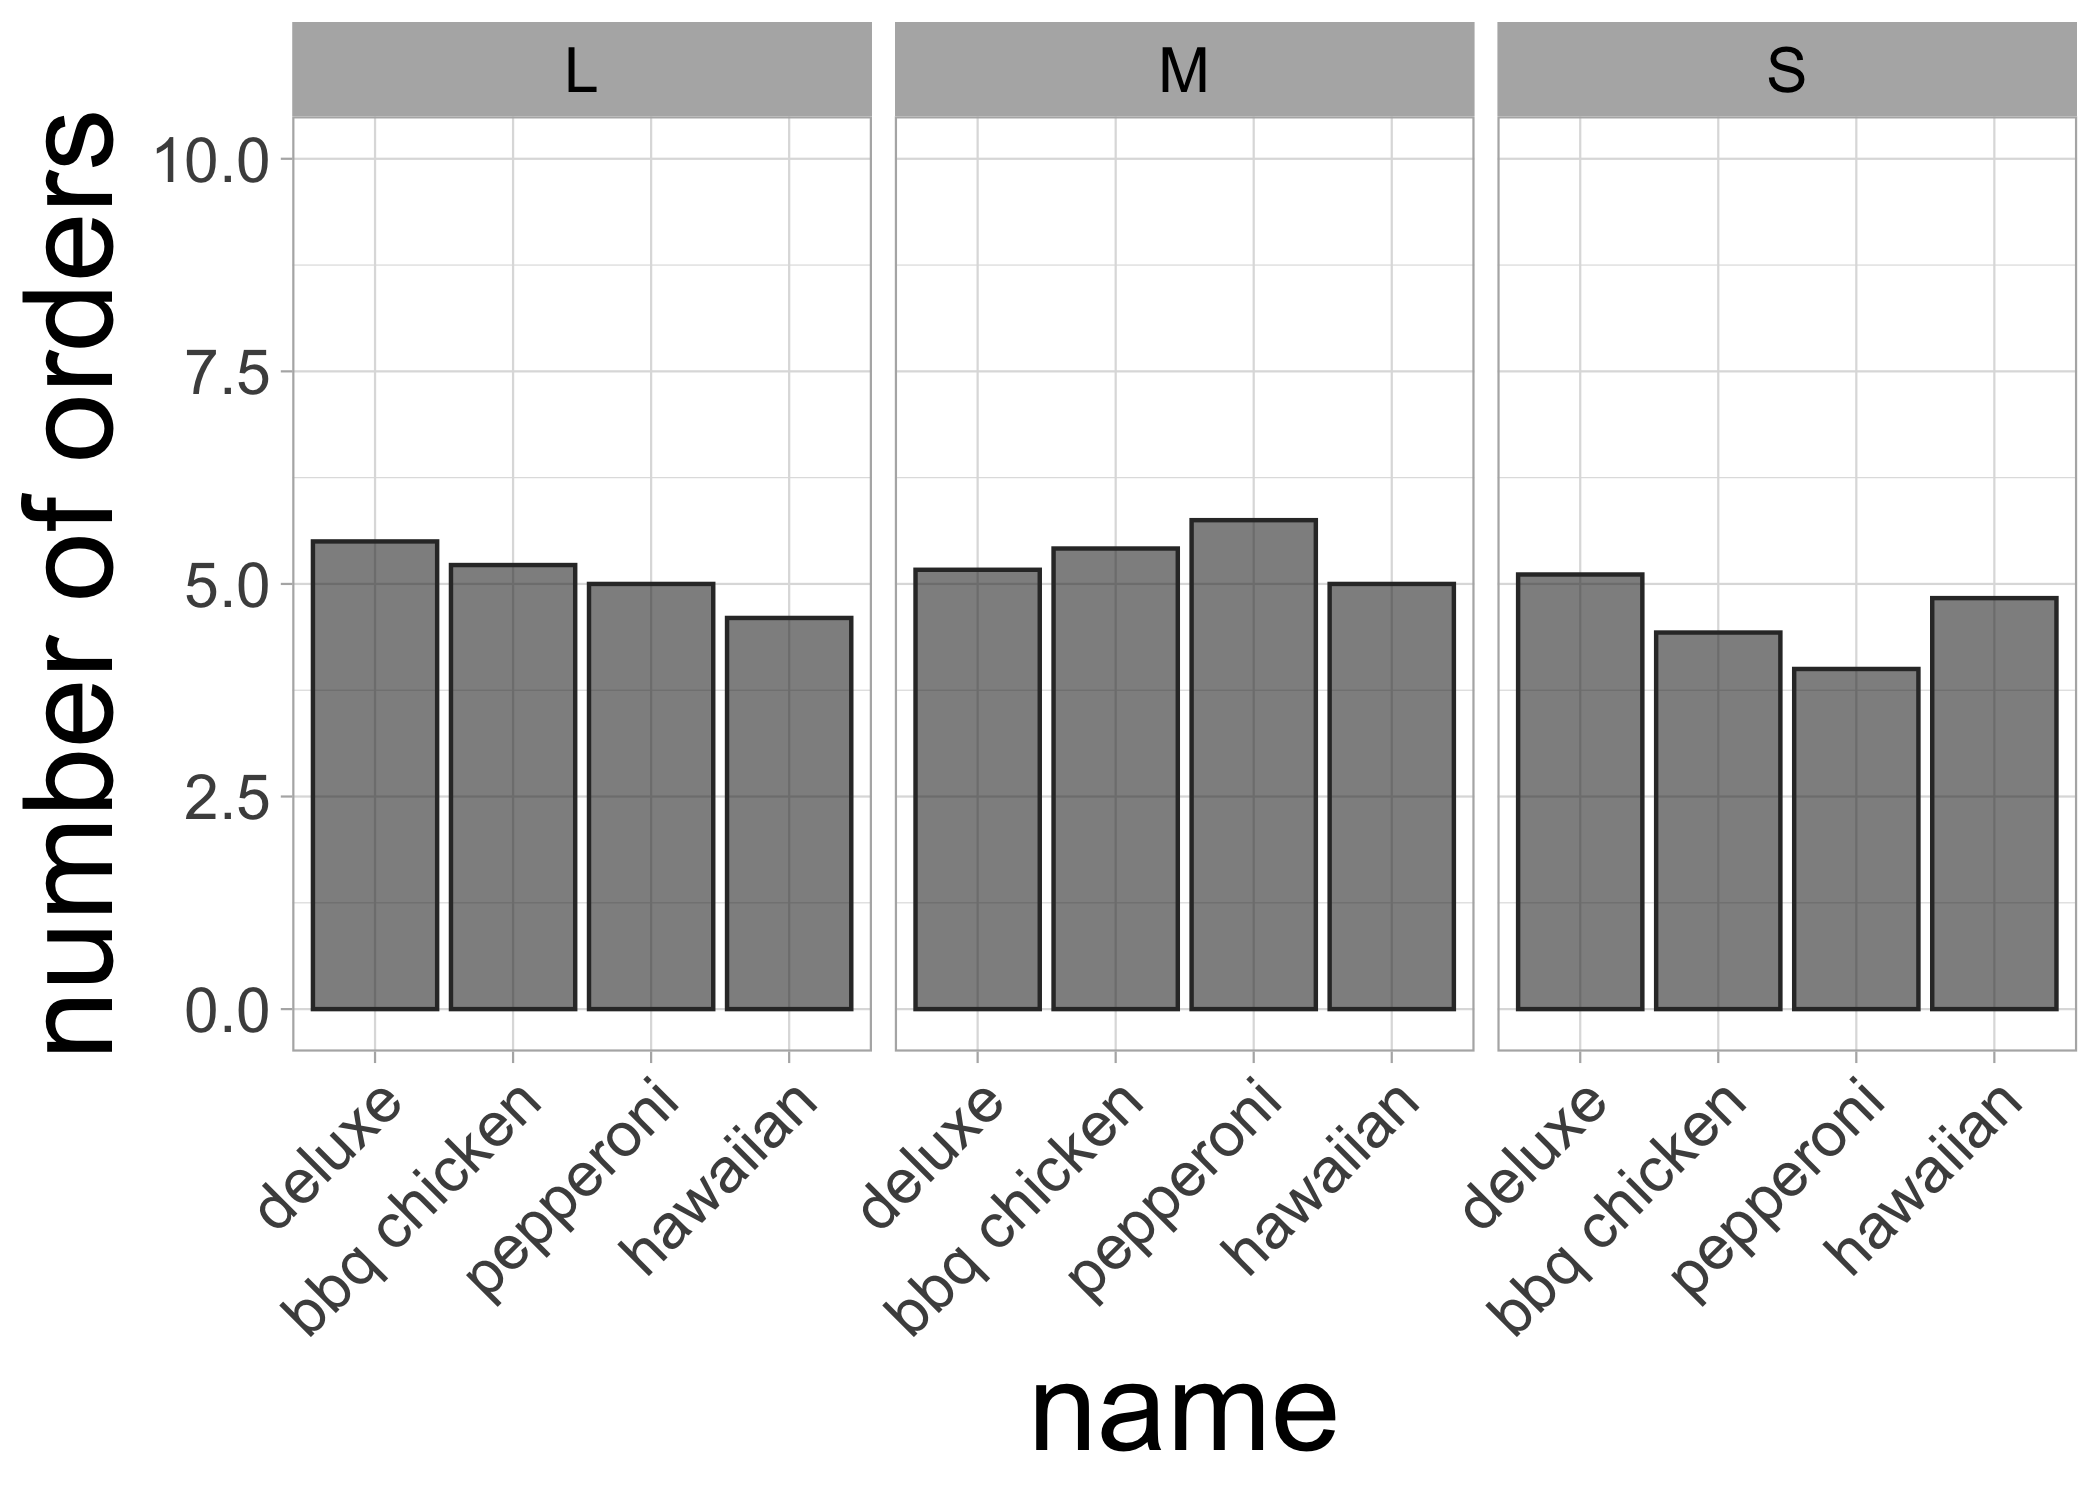 L M S
number of orders
10.0
7.5
5.0
2.5
0.0
deluxe bbq chicken pepperoni hawaiian deluxe bbq chicken pepperoni hawaiian deluxe bbq chicken pepperoni hawaiian
name